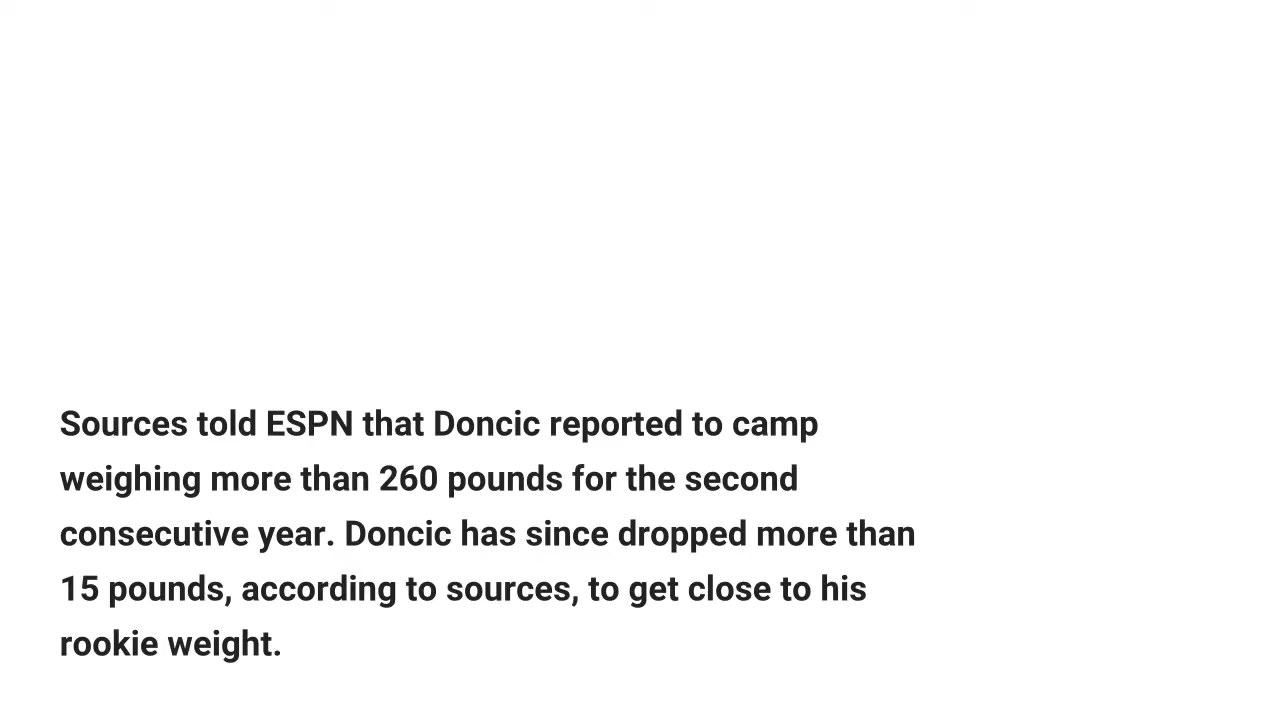 Sources told ESPN that Doncic reported to camp
weighing more than 260 pounds for the second
consecutive year. Doncic has since dropped more than
15 pounds, according to sources, to get close to his
rookie weight.